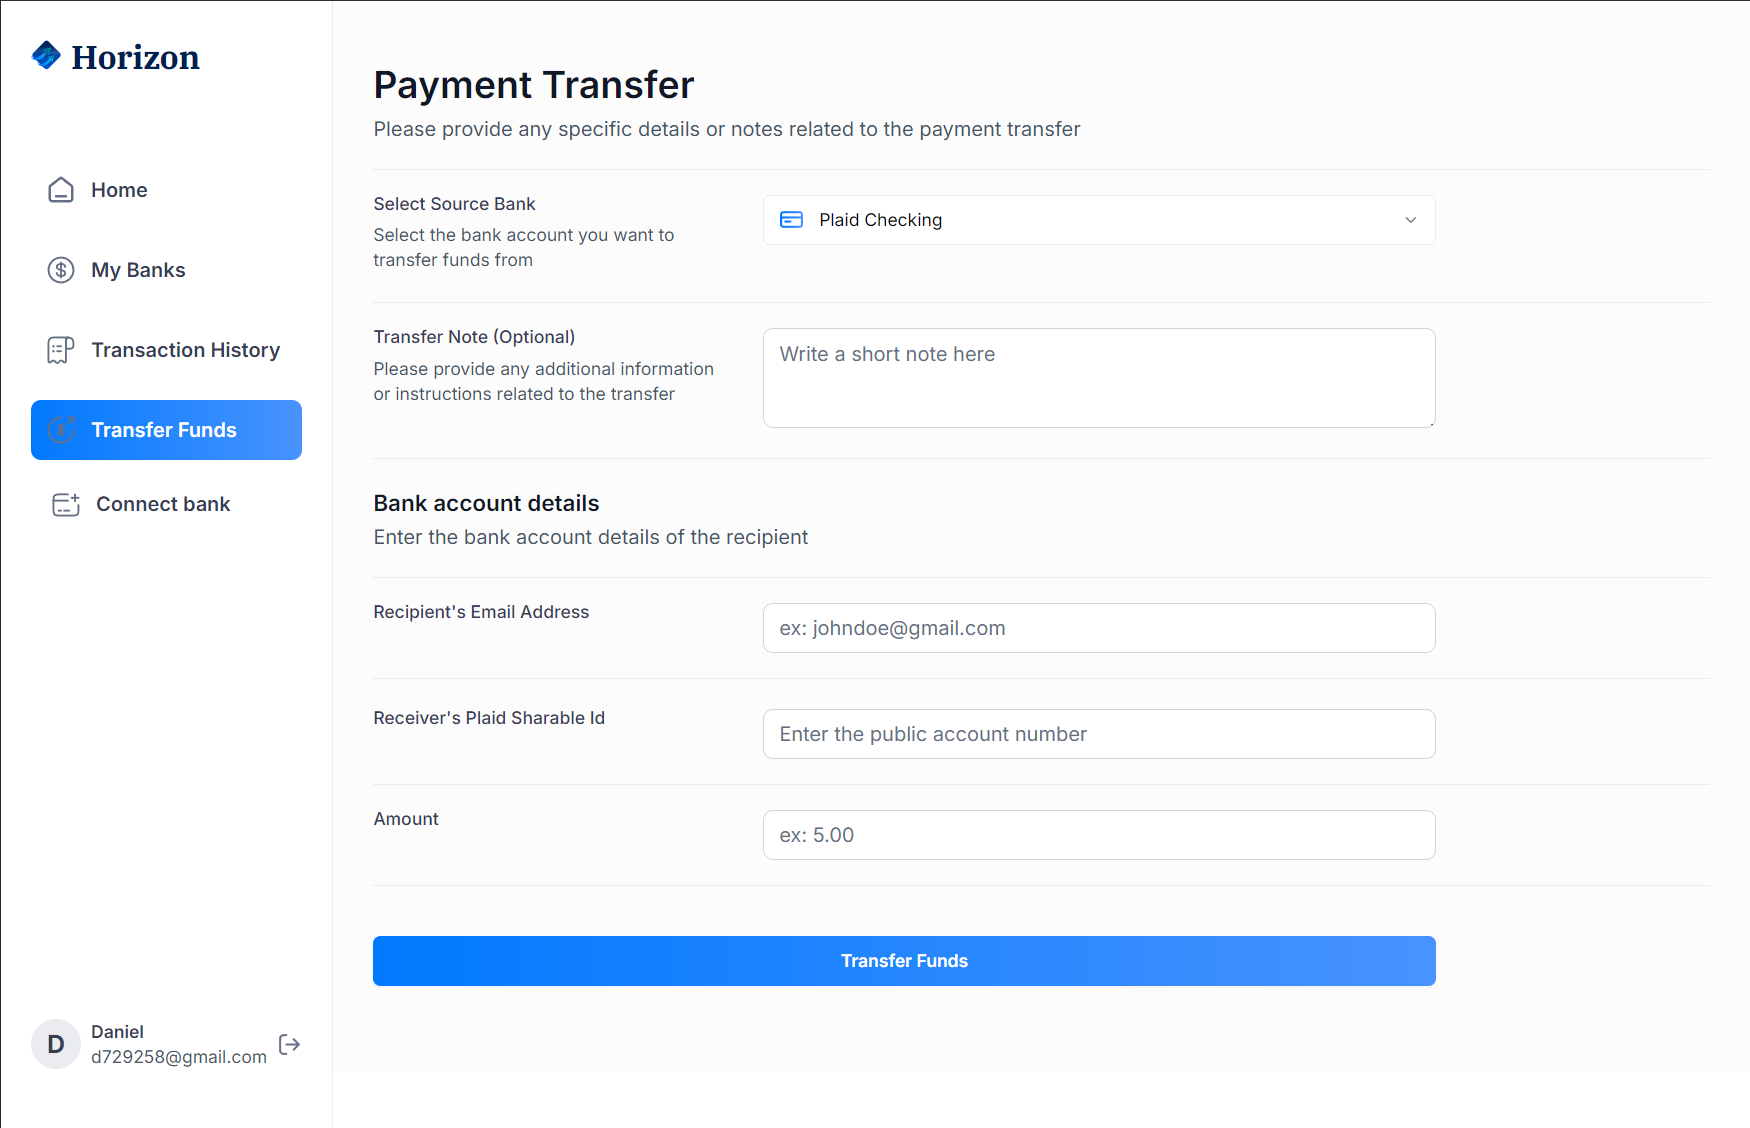 Horizon
Home
My Banks
Transaction History
Transfer Funds
Connect bank
D
Daniel
d729258@gmail.com
Payment Transfer
Please provide any specific details or notes related to the payment transfer
Select Source Bank
Select the bank account you want to
transfer funds from
Plaid Checking
Transfer Note (Optional)
Please provide any additional information
or instructions related to the transfer
Write a short note here
Bank account details
Enter the bank account details of the recipient
Recipient's Email Address
ex: johndoe@gmail.com
Receiver's Plaid Sharable Id
Enter the public account number
Amount
ex: 5.00
Transfer Funds